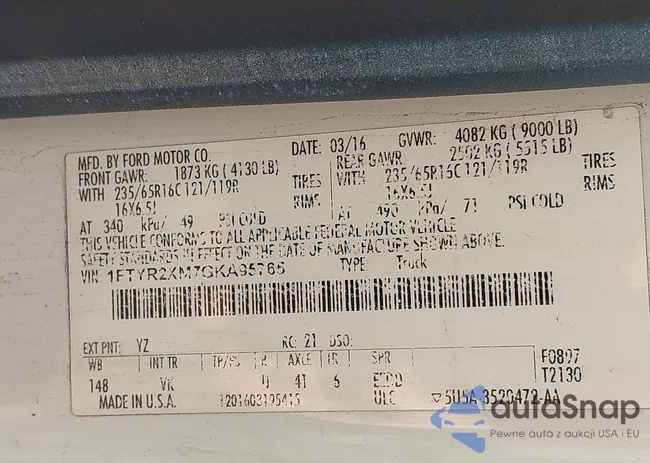 MFD. BY FORD MOTOR CO. DATE: 03/16 GVWR: 4082 KG ( 9000 LB)
FRONT GAWR: 1873 KG ( 4130 LB) REAR GAWR: 2502 KG ( 5515 LB)
WITH 235/65R16C 121/119R TIRES WITH 235/65R16C 121/119R TIRES
16X6.5J RIMS 16X6.5J RIMS
AT 340 kPa/ 49 PSI COLD AT 490 kPa/ 71 PSI COLD
THIS VEHICLE CONFORMS TO ALL APPLICABLE FEDERAL MOTOR VEHICLE
SAFETY STANDARDS IN EFFECT ON THE DATE OF MANUFACTURE SHOWN ABOVE.
VIN: 1FTYR2XM7GKA95765 TYPE: Truck
EXT PNT: YZ RC: 21 DSO:
WB INT TR TP/PS R AXLE TR SPR F0897
148 VK 41 6 T2130
MADE IN U.S.A. ULC ▽5U5A-3520472-AA
autoSnap
Pewne auta z aukcji USA i EU